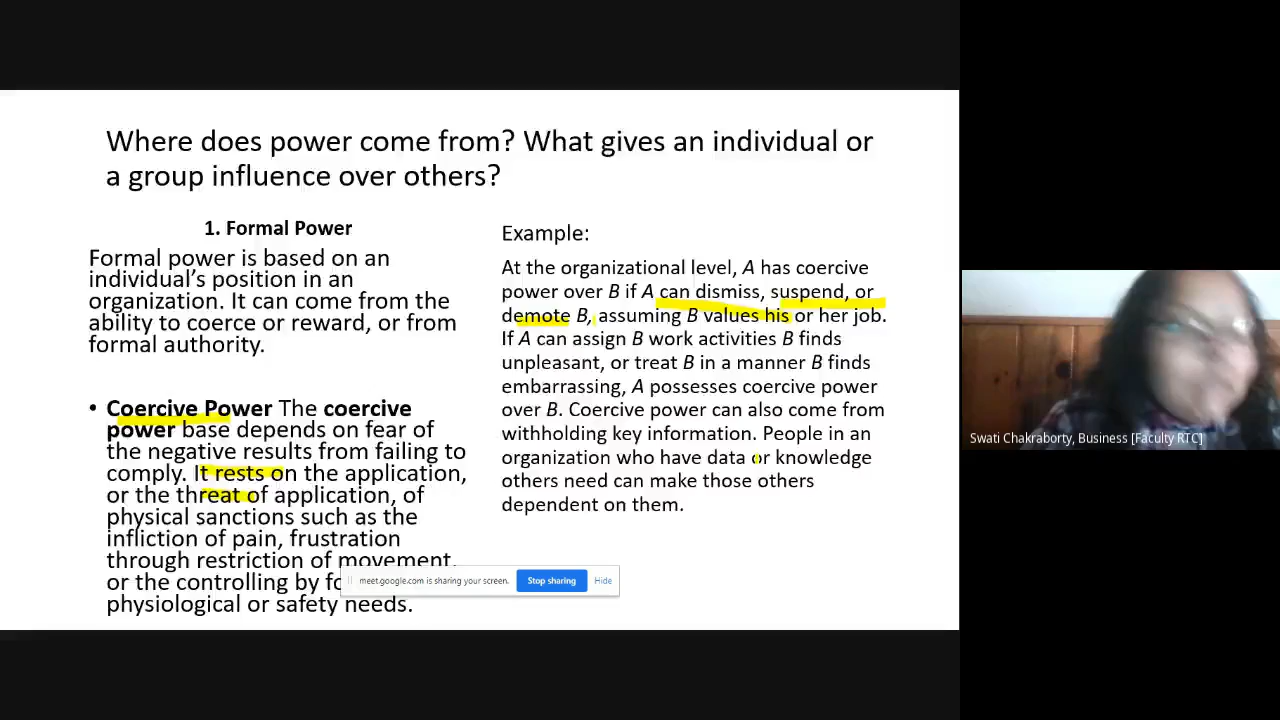 Where does power come from? What gives an individual or
a group influence over others?
1. Formal Power
Formal power is based on an
individual's position in an
organization. It can come from the
ability to coerce or reward, or from
formal authority.
• Coercive Power The coercive
power base depends on fear of
the negative results from failing to
comply. It rests on the application,
or the threat of application, of
physical sanctions such as the
infliction of pain, frustration
through restriction of movement,
or the controlling by
physiological or safety needs.
Example:
At the organizational level, A has coercive
power over B if A can dismiss, suspend, or
demote B, assuming B values his or her job.
If A can assign B work activities B finds
unpleasant, or treat B in a manner B finds
embarrassing, A possesses coercive power
over B. Coercive power can also come from
withholding key information. People in an
organization who have data or knowledge
others need can make those others
dependent on them.
meet.google.com is sharing your screen. Stop sharing Hide
Swati Chakraborty, Business [Faculty RTC]